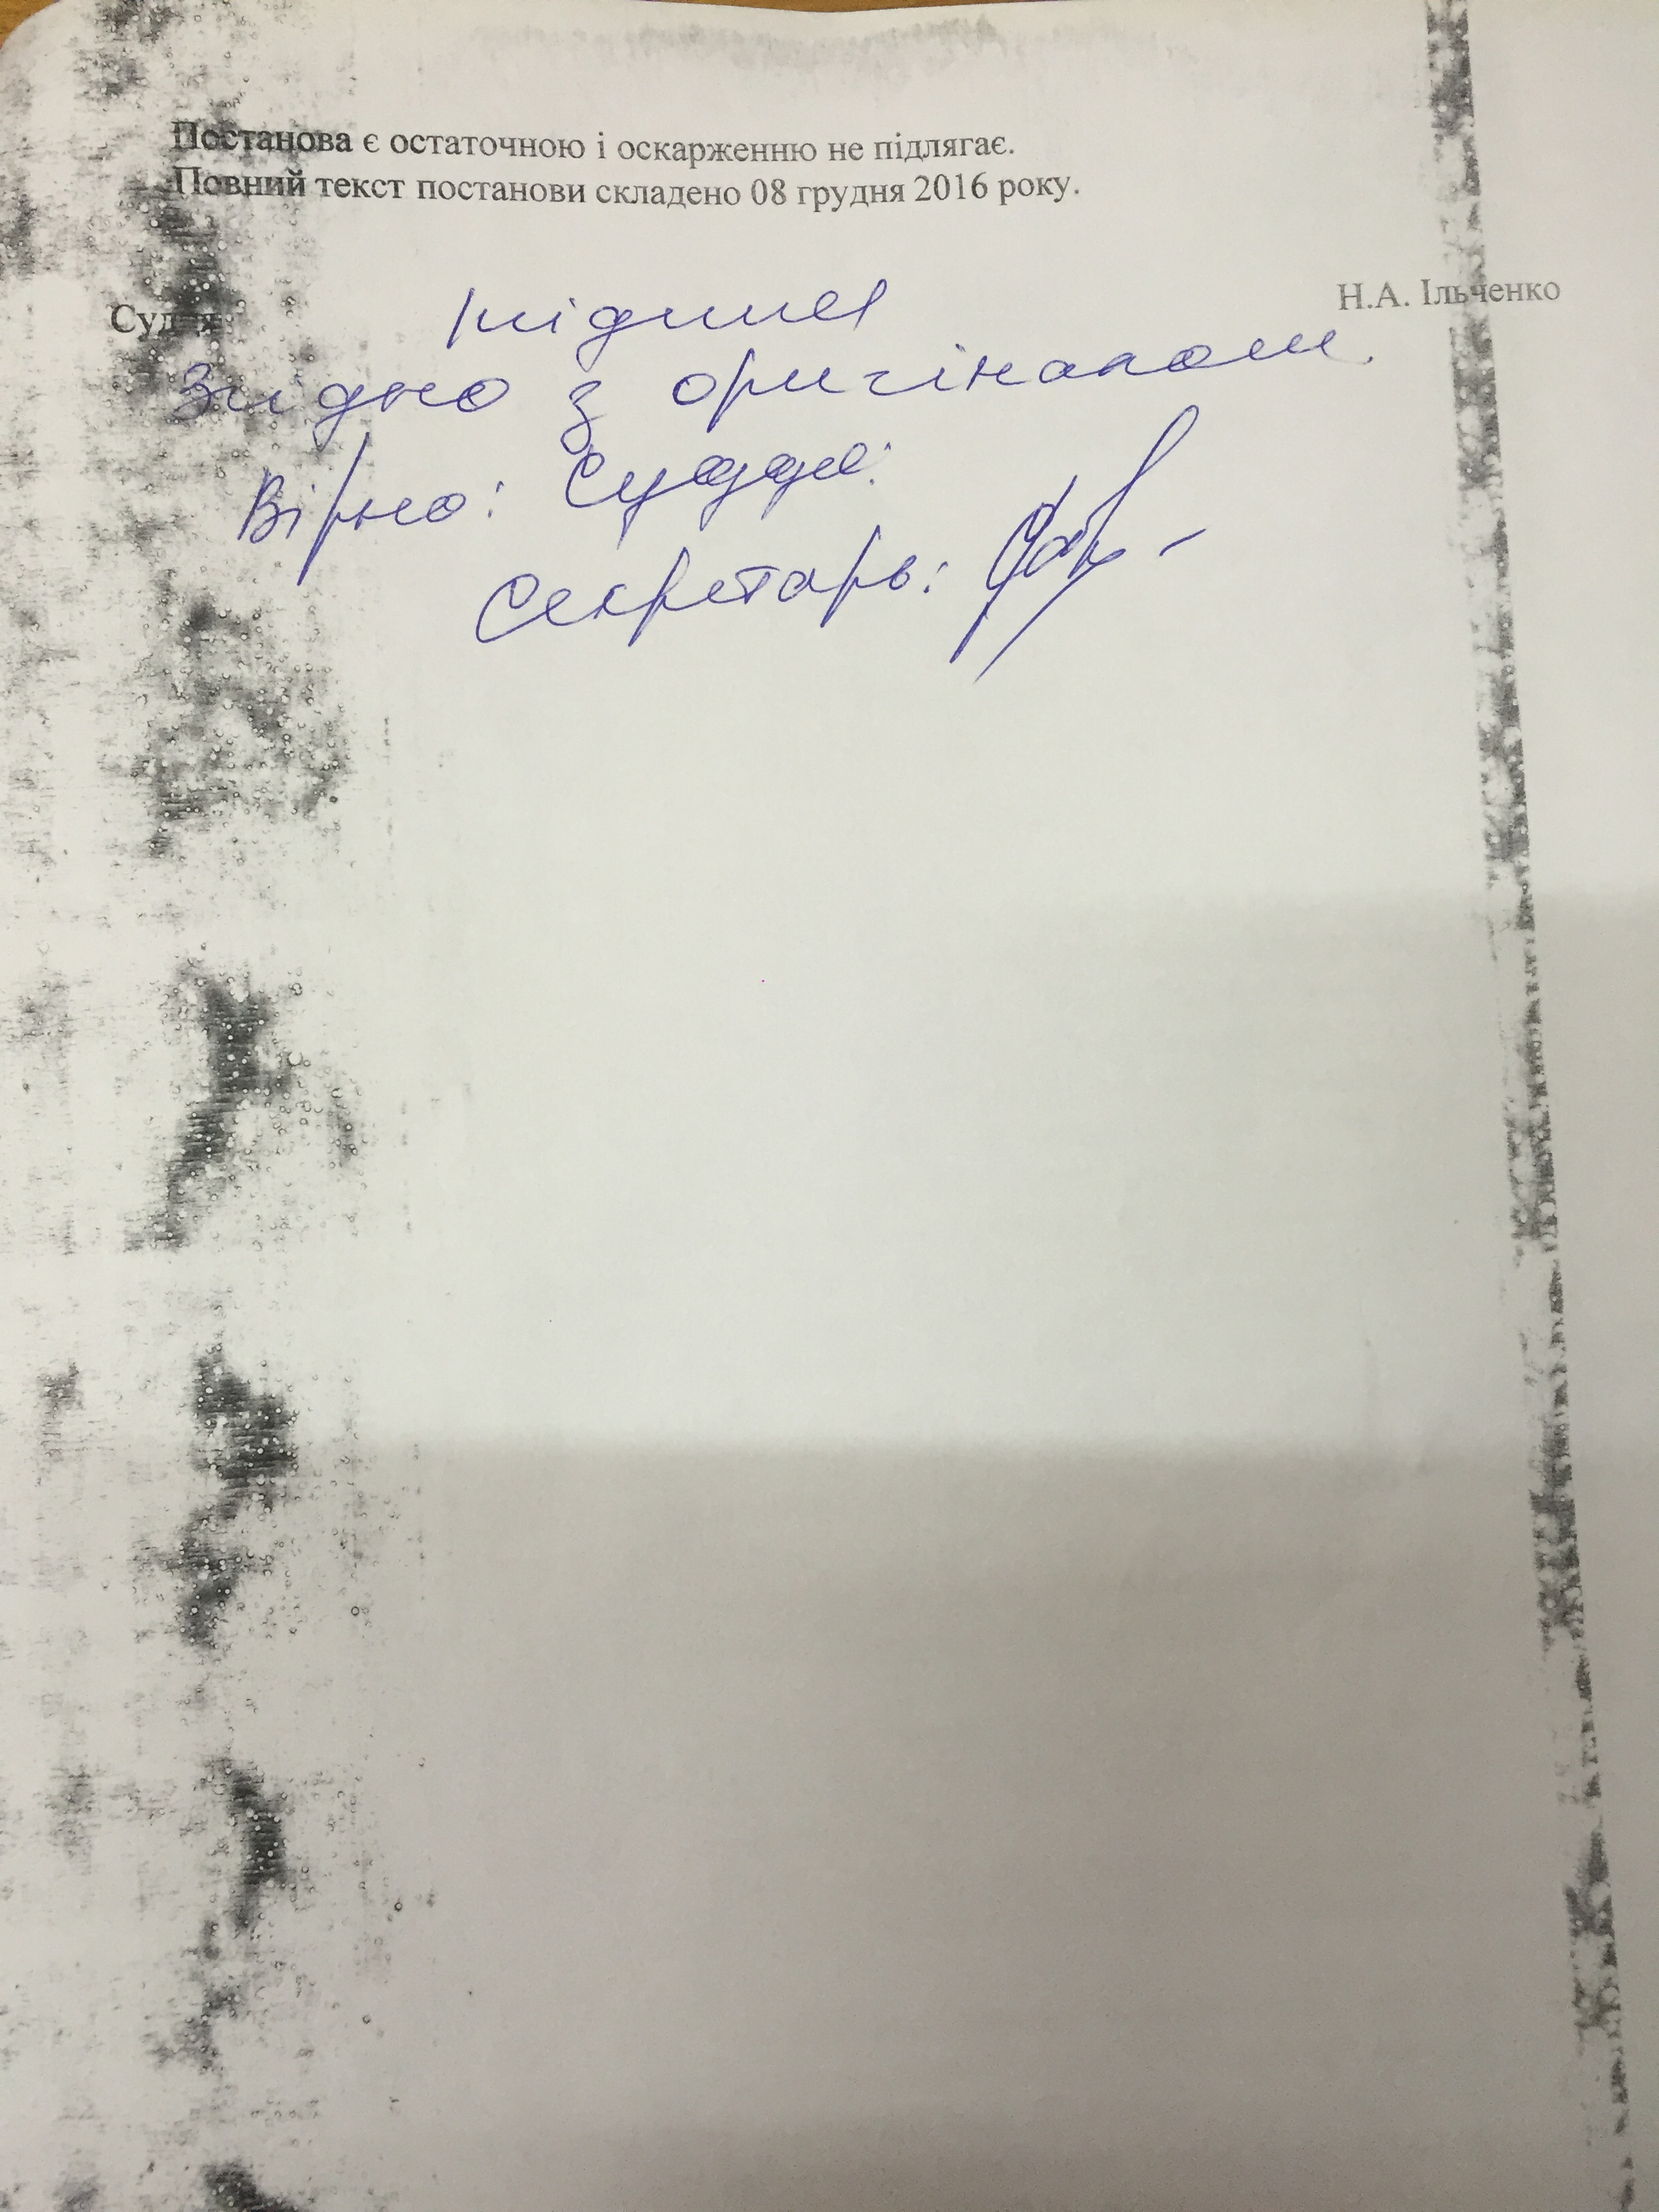 Постанова є остаточною і оскарженню не підлягає.
Повний текст постанови складено 08 грудня 2016 року.
Суддя підпис Н.А. Ільченко
Згідно з оригіналом.
Вірно: Суддя:
Секретарь: